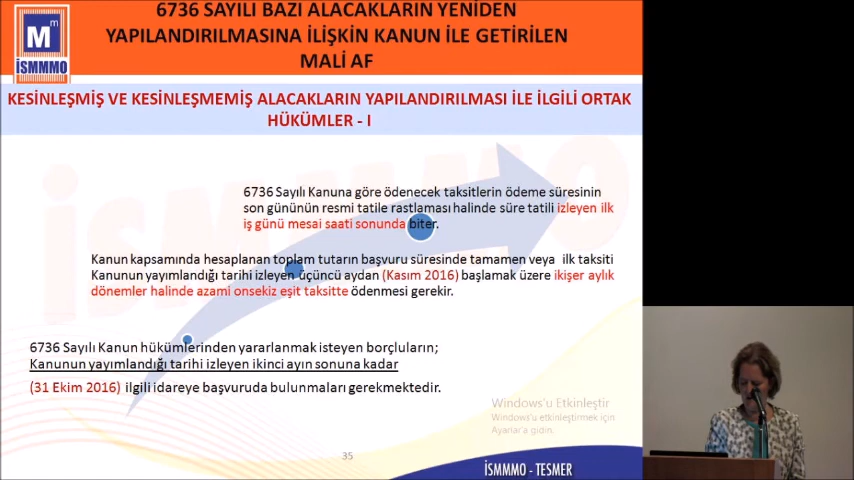 6736 SAYILI BAZI ALACAKLARIN YENİDEN
YAPILANDIRILMASINA İLİŞKİN KANUN İLE GETİRİLEN
MALİ AF
Mm
İSMMMO
KESİNLEŞMİŞ VE KESİNLEŞMEMİŞ ALACAKLARIN YAPILANDIRILMASI İLE İLGİLİ ORTAK
HÜKÜMLER - I
İSMMMO
6736 Sayılı Kanuna göre ödenecek taksitlerin ödeme süresinin
son gününün resmi tatile rastlaması halinde süre tatili izleyen ilk
iş günü mesai saati sonunda biter.
Kanun kapsamında hesaplanan toplam tutarın başvuru süresinde tamamen veya ilk taksiti
Kanunun yayımlandığı tarihi izleyen üçüncü aydan (Kasım 2016) başlamak üzere ikişer aylık
dönemler halinde azami onsekiz eşit taksitte ödenmesi gerekir.
6736 Sayılı Kanun hükümlerinden yararlanmak isteyen borçluların;
Kanunun yayımlandığı tarihi izleyen ikinci ayın sonuna kadar
(31 Ekim 2016) ilgili idareye başvuruda bulunmaları gerekmektedir.
Windows'u Etkinleştir
Windows'u etkinleştirmek için
Ayarlar'a gidin.
35
İSMMMO - TESMER